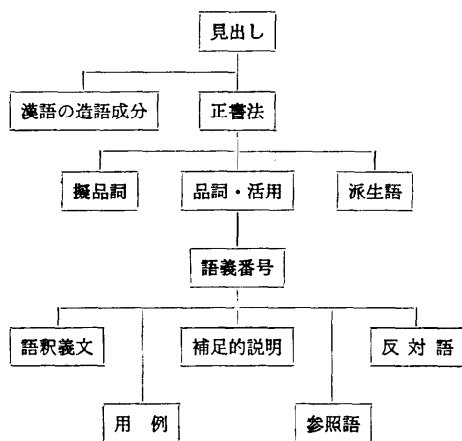 見出し
漢語の造語成分
正書法
擬品詞
品詞・活用
派生語
語義番号
語釈義文
補足的説明
反対語
用例
参照語